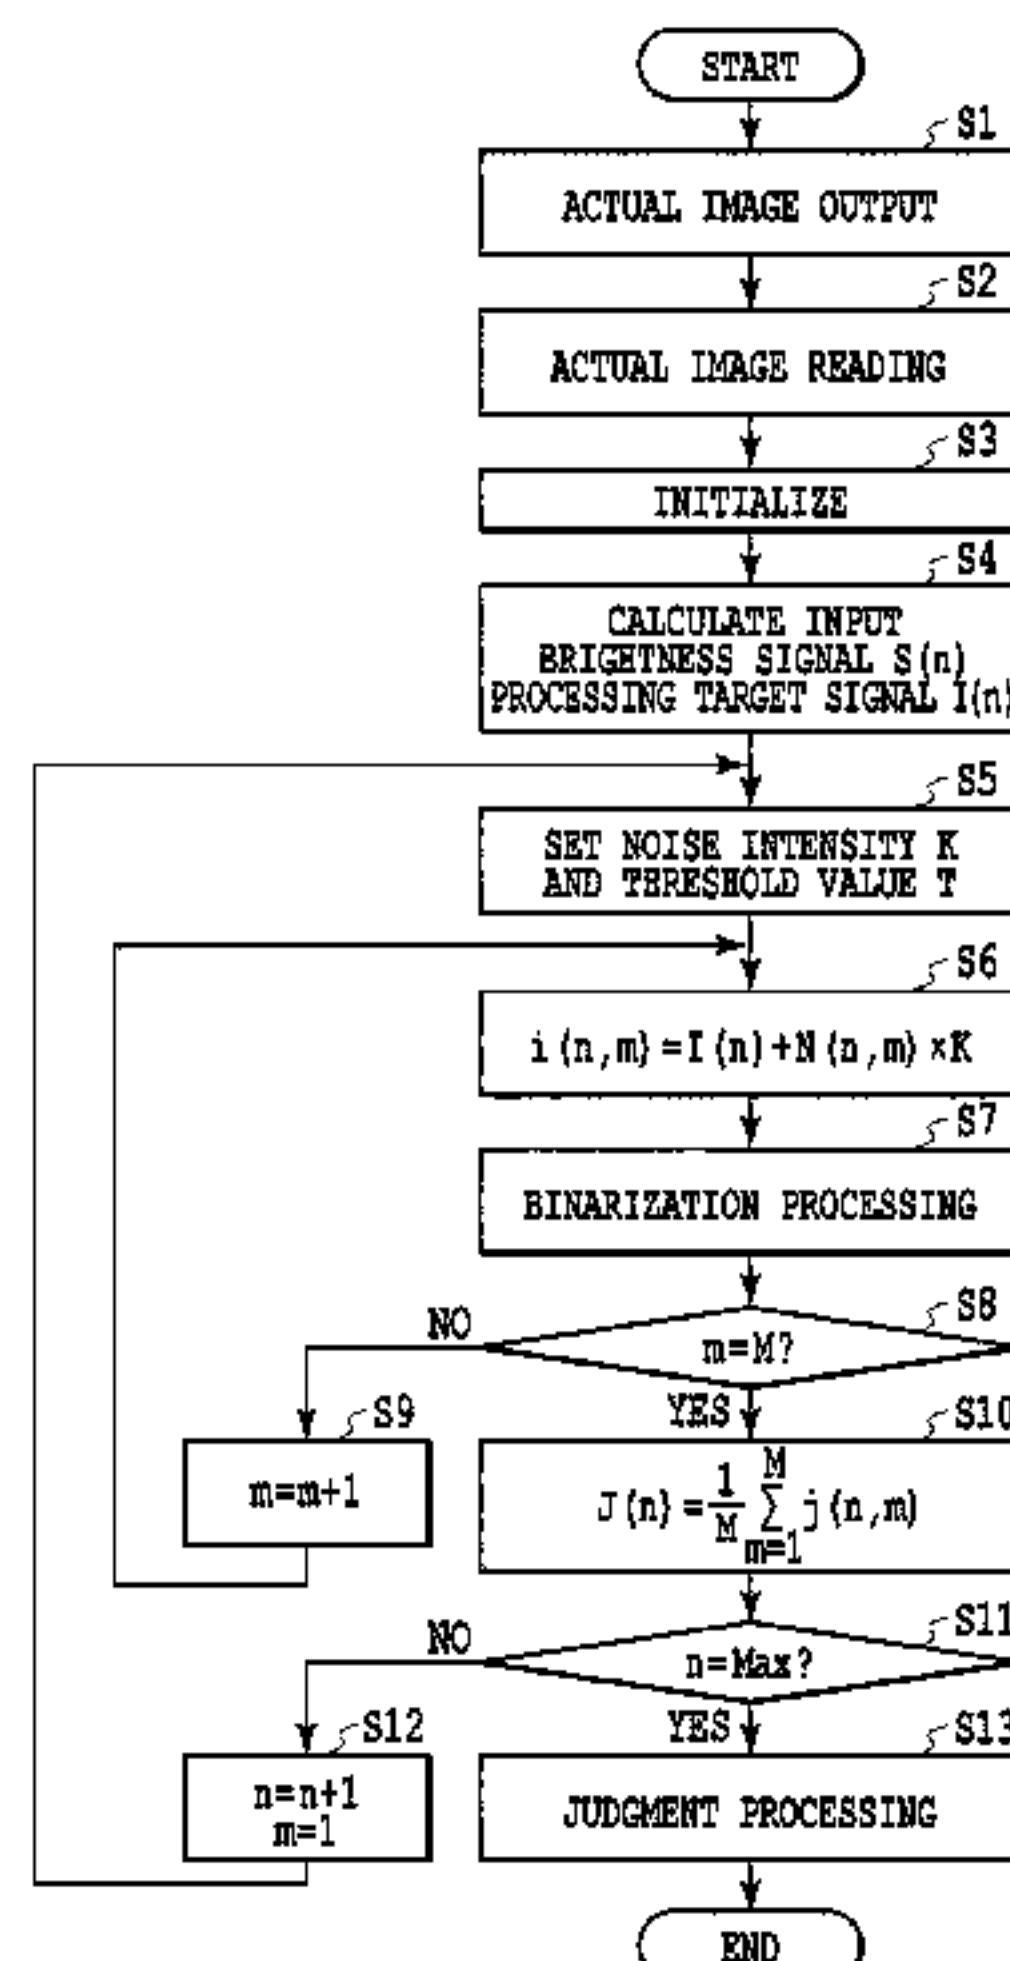 START
S1
ACTUAL IMAGE OUTPUT
S2
ACTUAL IMAGE READING
S3
INITIALIZE
S4
CALCULATE INPUT
BRIGHTNESS SIGNAL S(n)
PROCESSING TARGET SIGNAL I(n)
S5
SET NOISE INTENSITY K
AND THRESHOLD VALUE T
S6
i(n,m)=I(n)+N(n,m)×K
S7
BINARIZATION PROCESSING
S8
NO
m=M?
YES
S9
m=m+1
S10
J(n)=1/M M∑m=1 j(n,m)
S11
NO
n=Max?
YES
S12
n=n+1
m=1
S13
JUDGMENT PROCESSING
END